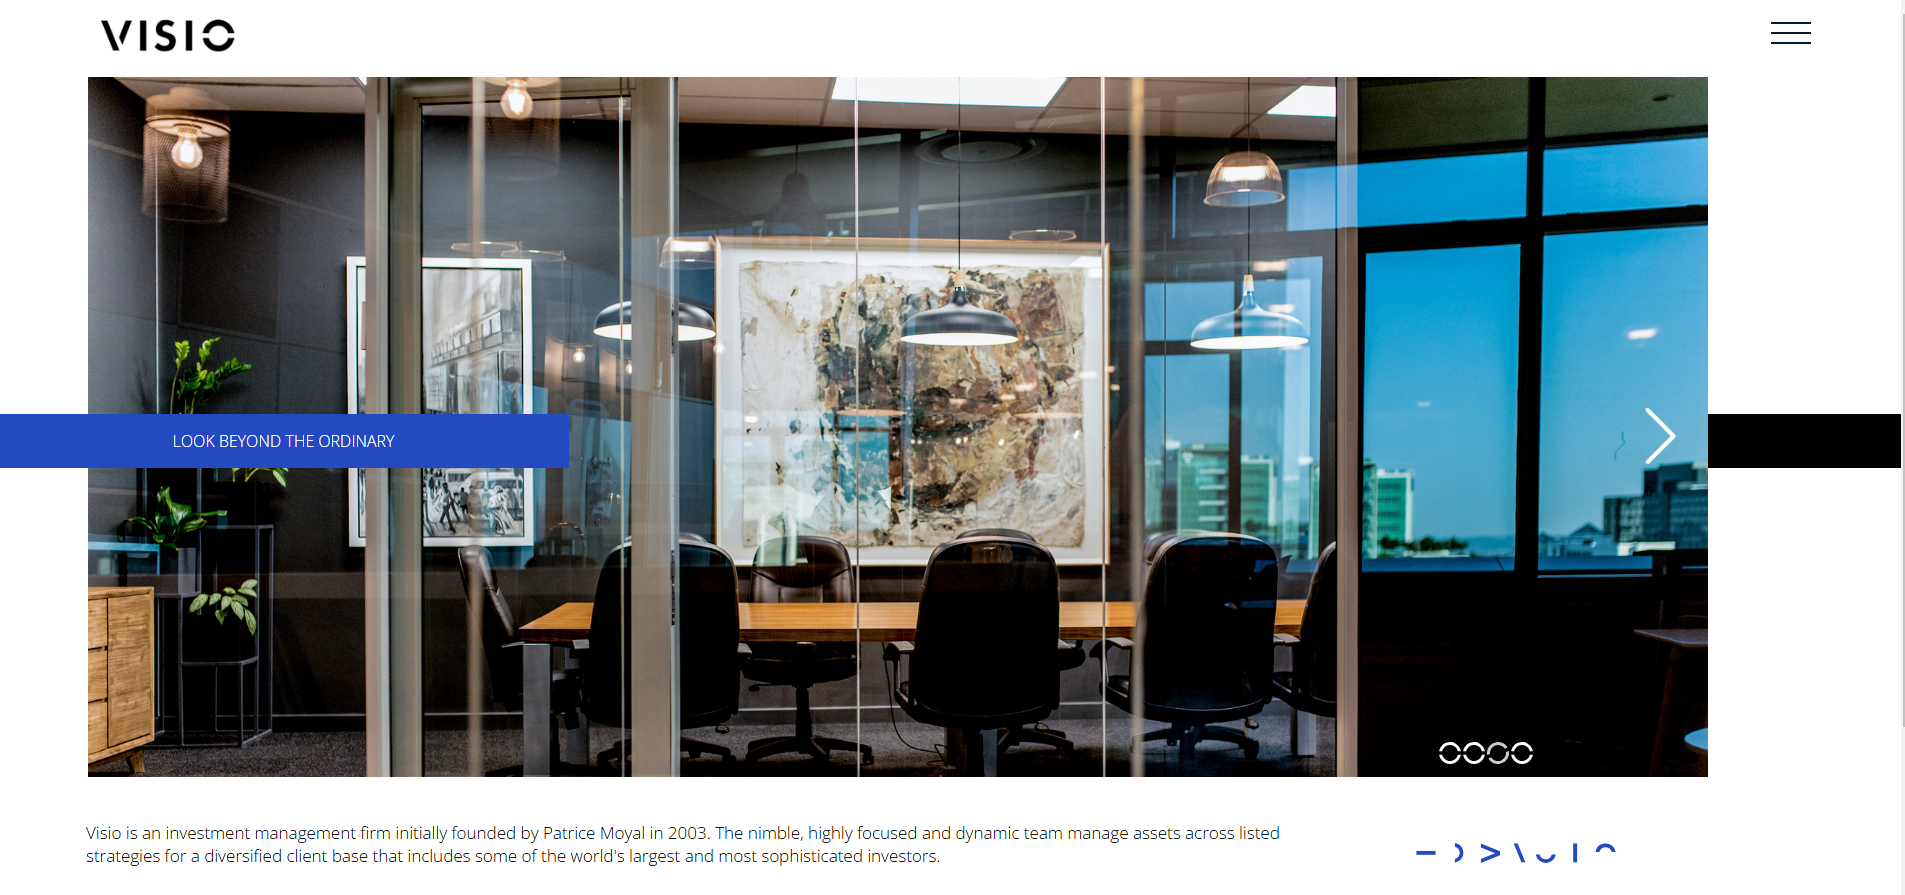 VISIO
LOOK BEYOND THE ORDINARY
Visio is an investment management firm initially founded by Patrice Moyal in 2003. The nimble, highly focused and dynamic team manage assets across listed
strategies for a diversified client base that includes some of the world's largest and most sophisticated investors.